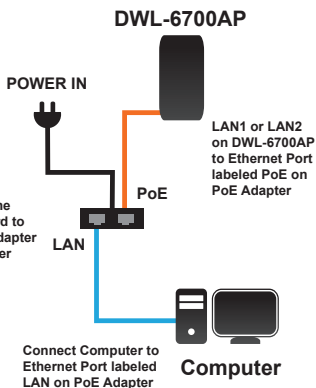 DWL-6700AP
POWER IN
LAN1 or LAN2
on DWL-6700AP
to Ethernet Port
labeled PoE on
PoE Adapter
PoE
to
LAN
Connect Computer to
Ethernet Port labeled
LAN on PoE Adapter
Computer